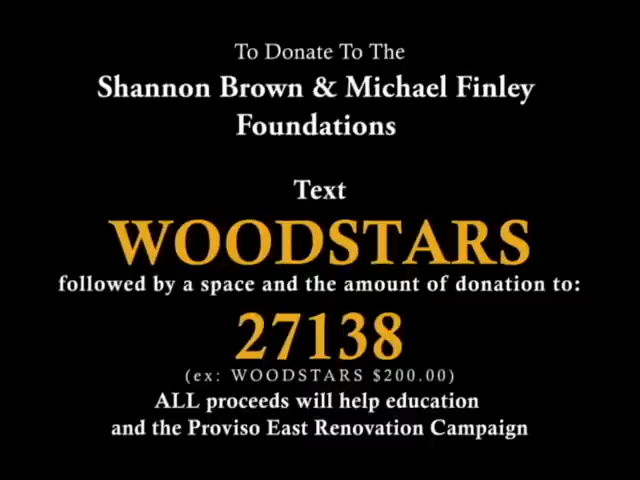 To Donate To The
Shannon Brown & Michael Finley
Foundations
Text
WOODSTARS
followed by a space and the amount of donation to:
27138
(ex: WOODSTARS $200.00)
ALL proceeds will help education
and the Proviso East Renovation Campaign